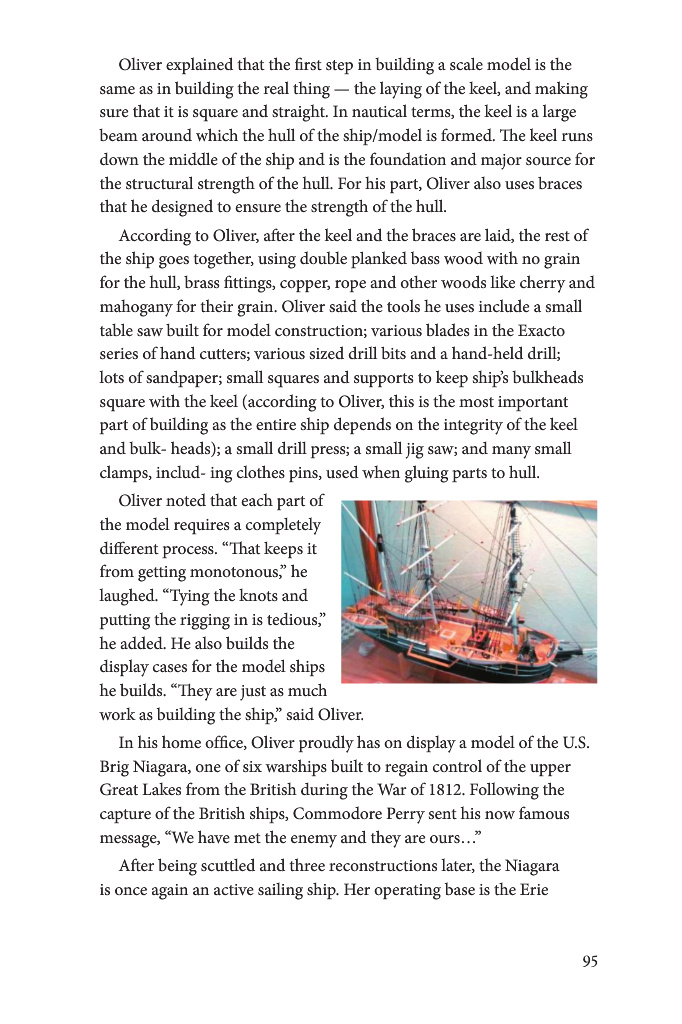 Oliver explained that the first step in building a scale model is the
same as in building the real thing — the laying of the keel, and making
sure that it is square and straight. In nautical terms, the keel is a large
beam around which the hull of the ship/model is formed. The keel runs
down the middle of the ship and is the foundation and major source for
the structural strength of the hull. For his part, Oliver also uses braces
that he designed to ensure the strength of the hull.
According to Oliver, after the keel and the braces are laid, the rest of
the ship goes together, using double planked bass wood with no grain
for the hull, brass fittings, copper, rope and other woods like cherry and
mahogany for their grain. Oliver said the tools he uses include a small
table saw built for model construction; various blades in the Exacto
series of hand cutters; various sized drill bits and a hand-held drill;
lots of sandpaper; small squares and supports to keep ship’s bulkheads
square with the keel (according to Oliver, this is the most important
part of building as the entire ship depends on the integrity of the keel
and bulk- heads); a small drill press; a small jig saw; and many small
clamps, includ- ing clothes pins, used when gluing parts to hull.
Oliver noted that each part of
the model requires a completely
different process. “That keeps it
from getting monotonous,” he
laughed. “Tying the knots and
putting the rigging in is tedious,”
he added. He also builds the
display cases for the model ships
he builds. “They are just as much
work as building the ship,” said Oliver.
In his home office, Oliver proudly has on display a model of the U.S.
Brig Niagara, one of six warships built to regain control of the upper
Great Lakes from the British during the War of 1812. Following the
capture of the British ships, Commodore Perry sent his now famous
message, “We have met the enemy and they are ours…”
After being scuttled and three reconstructions later, the Niagara
is once again an active sailing ship. Her operating base is the Erie
95